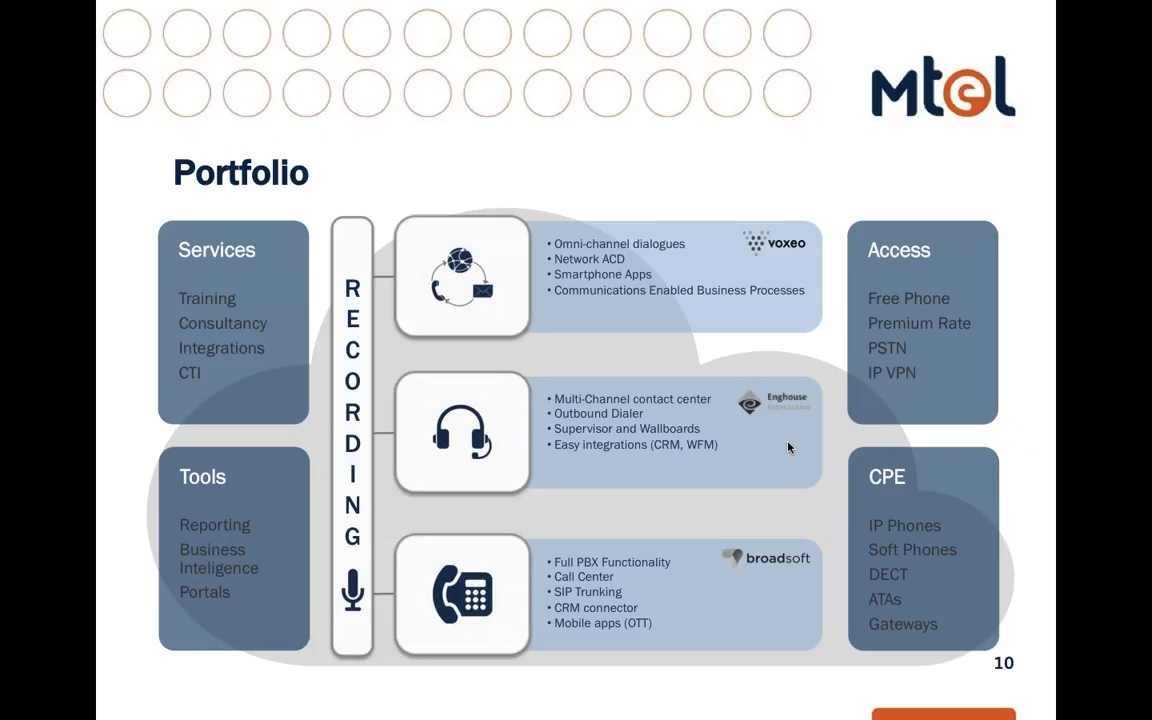 Mtel
Portfolio
Services
Training
Consultancy
Integrations
CTI
Tools
Reporting
Business
Inteligence
Portals
RECORDING
• Omni-channel dialogues
• Network ACD
• Smartphone Apps
• Communications Enabled Business Processes
voxeo
• Multi-Channel contact center
• Outbound Dialer
• Supervisor and Wallboards
• Easy integrations (CRM, WFM)
Enghouse
Interactive
• Full PBX Functionality
• Call Center
• SIP Trunking
• CRM connector
• Mobile apps (OTT)
broadsoft
Access
Free Phone
Premium Rate
PSTN
IP VPN
CPE
IP Phones
Soft Phones
DECT
ATAs
Gateways
10